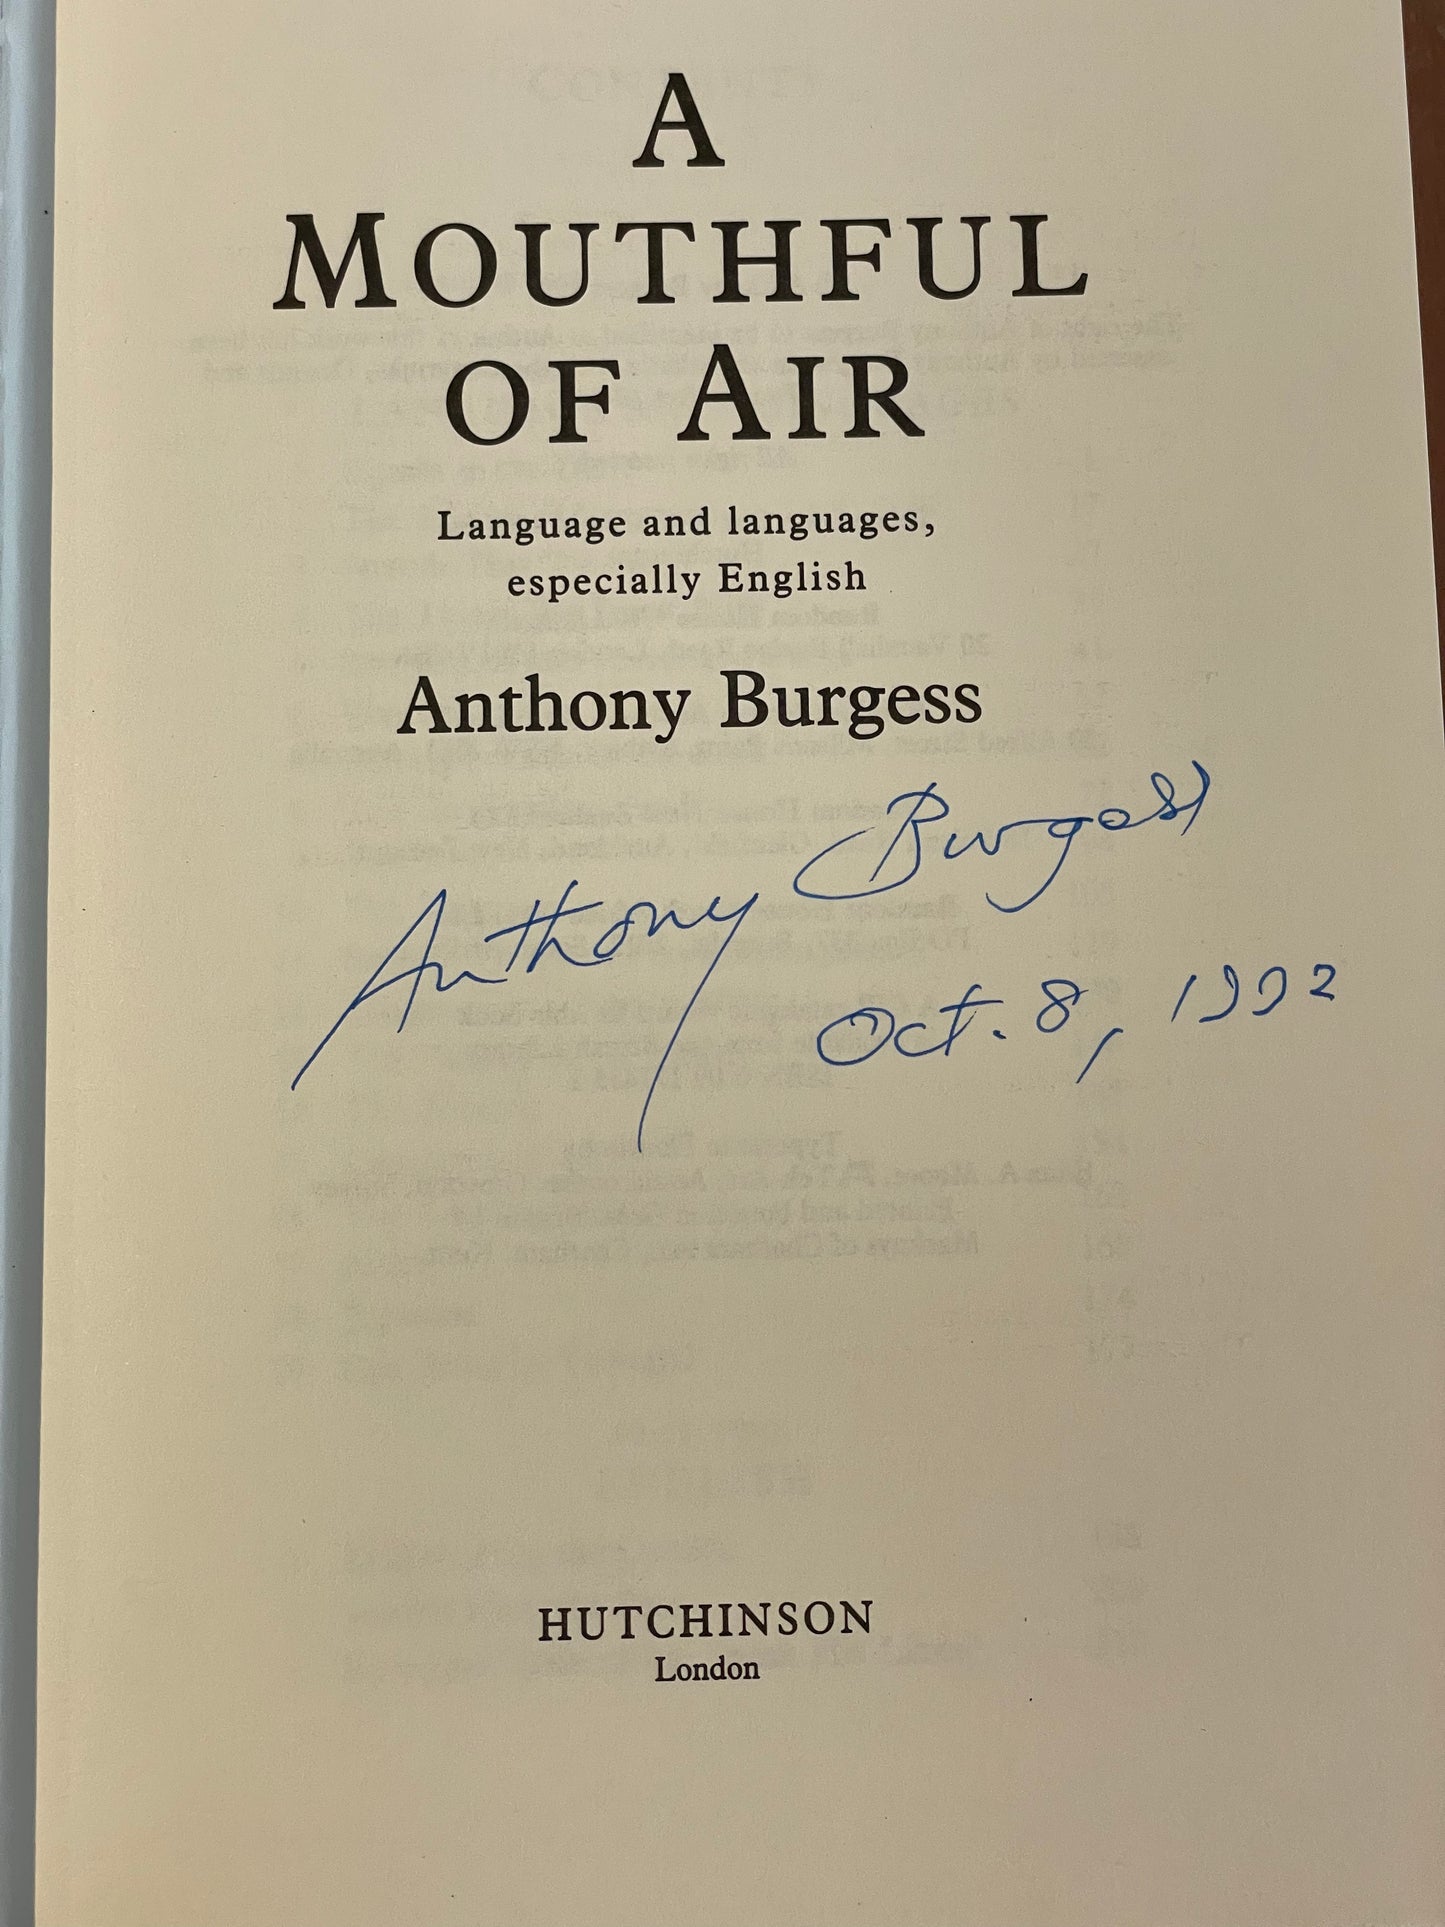 A
MOUTHFUL
OF AIR
Language and languages,
especially English
Anthony Burgess
Anthony Burgess
Oct. 8, 1992
HUTCHINSON
London